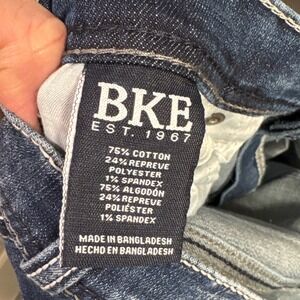 BKE
EST. 1967
75% COTTON
24% REPREVE
POLYESTER
1% SPANDEX
75% ALGODÓN
24% REPREVE
POLIÉSTER
1% SPANDEX
MADE IN BANGLADESH
HECHO EN BANGLADESH